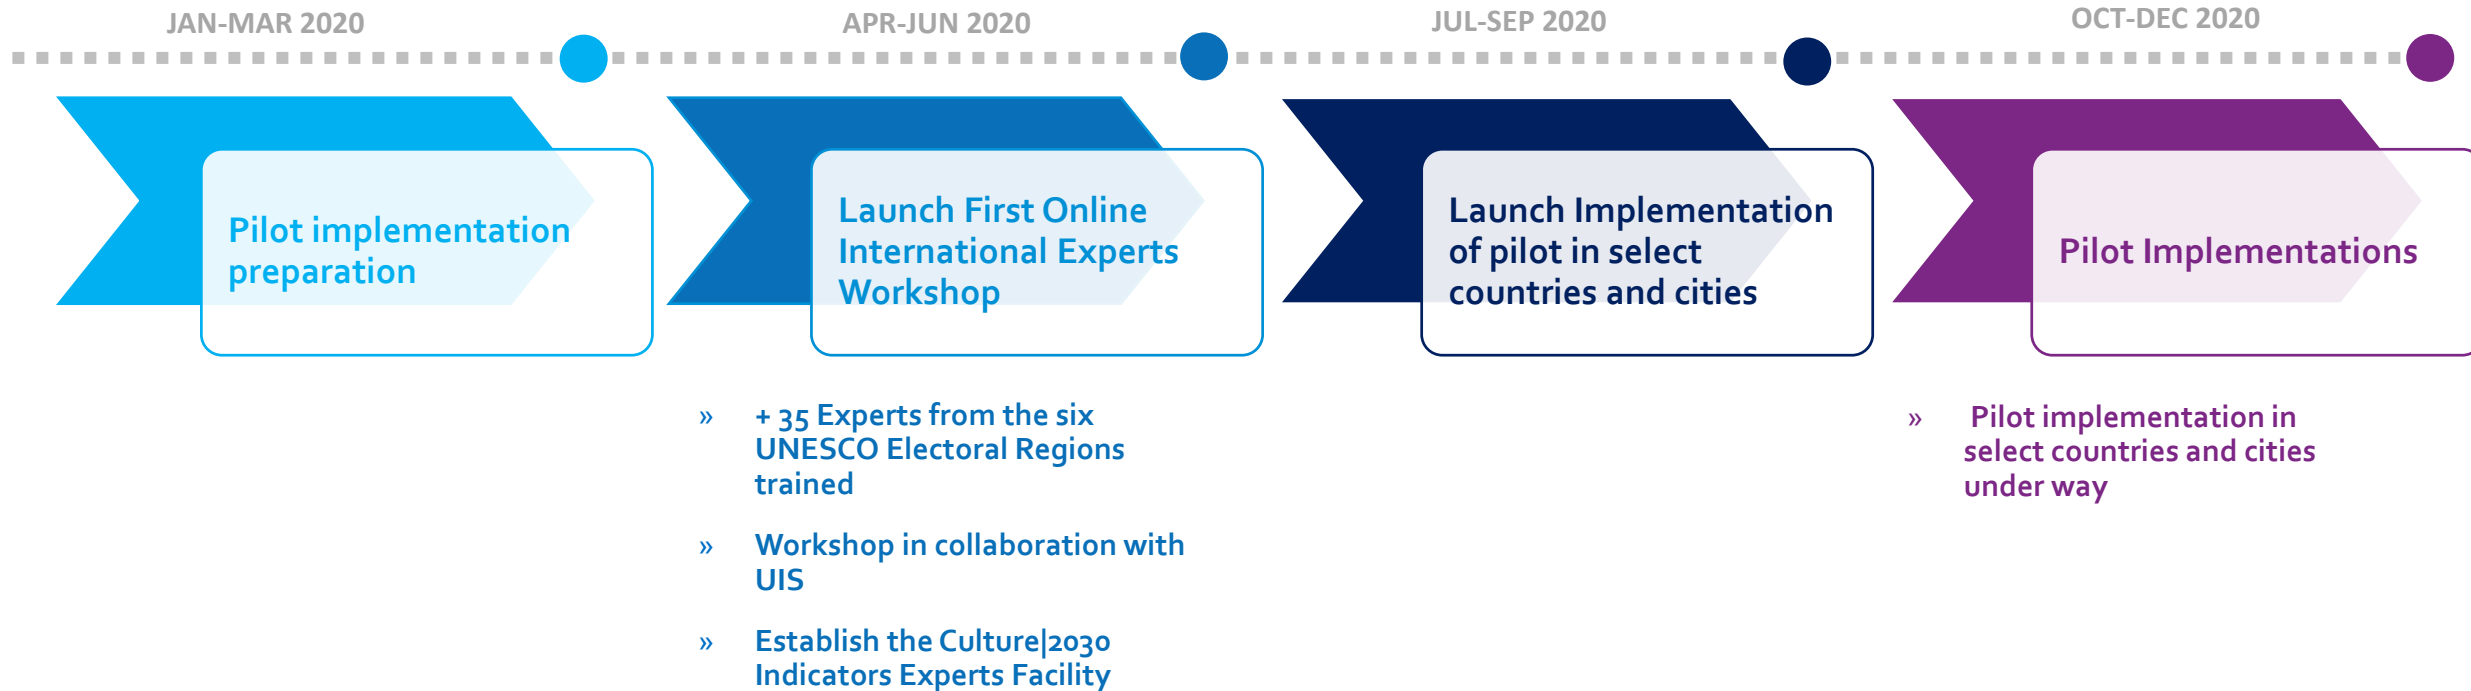 JAN-MAR 2020
APR-JUN 2020
JUL-SEP 2020
OCT-DEC 2020
Pilot implementation
preparation
Launch First Online
International Experts
Workshop
Launch Implementation
of pilot in select
countries and cities
Pilot Implementations
» + 35 Experts from the six
UNESCO Electoral Regions
trained
» Workshop in collaboration with
UIS
» Establish the Culture|2030
Indicators Experts Facility
» Pilot implementation in
select countries and cities
under way